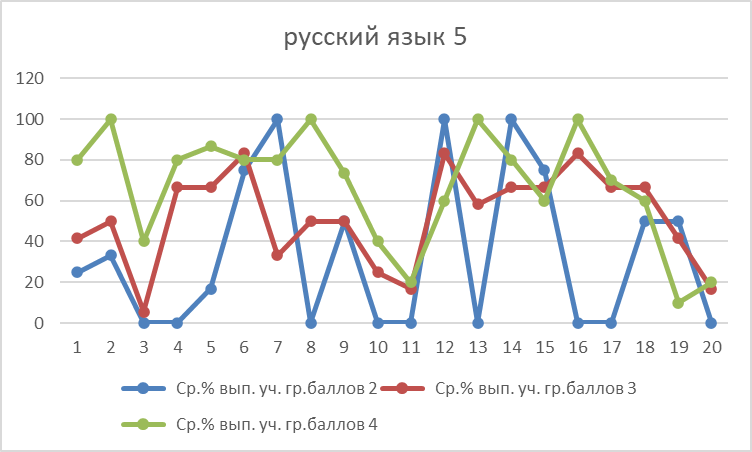 русский язык 5
120
100
80
60
40
20
0
1 2 3 4 5 6 7 8 9 10 11 12 13 14 15 16 17 18 19 20
Ср.% вып. уч. гр.баллов 2 Ср.% вып. уч. гр.баллов 3
Ср.% вып. уч. гр.баллов 4